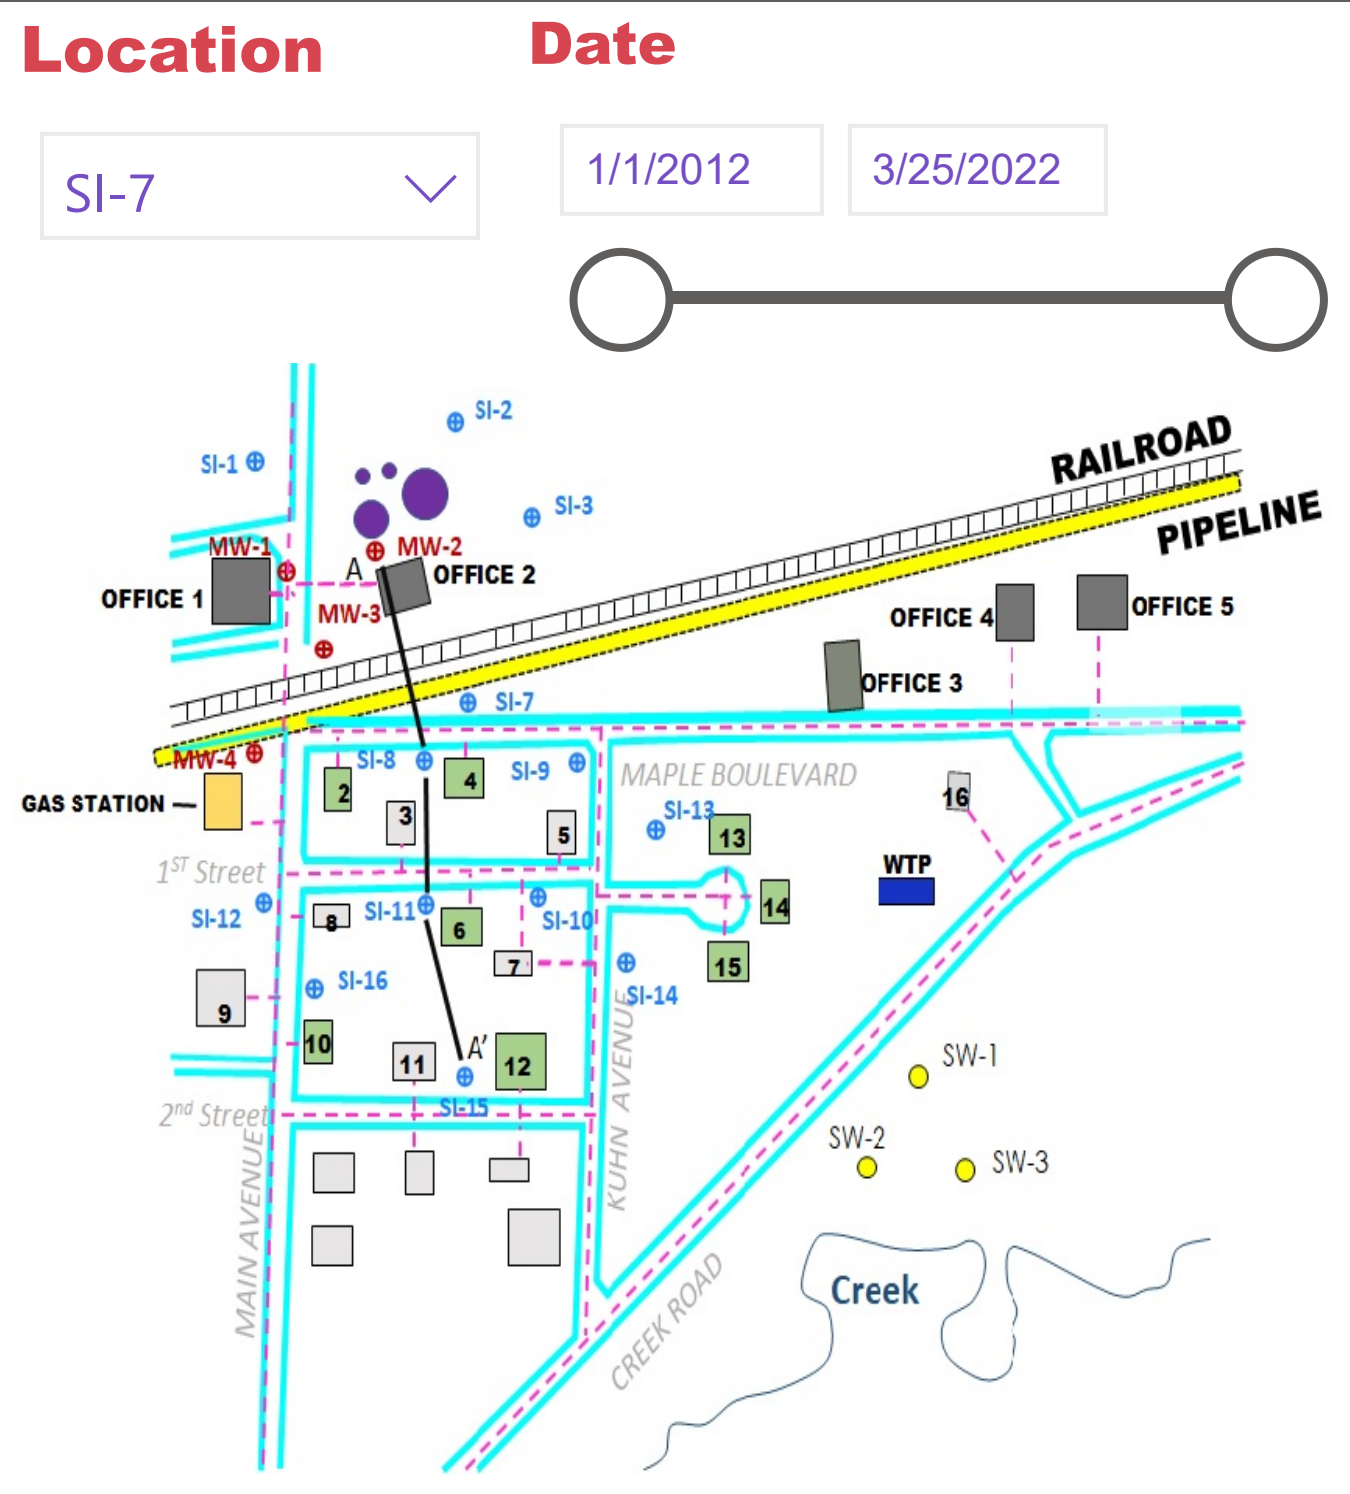 Location
Date
SI-7
1/1/2012
3/25/2022
SI-2
SI-1
SI-3
RAILROAD
PIPELINE
MW-1
MW-2
A
OFFICE 2
OFFICE 1
MW-3
OFFICE 4
OFFICE 5
OFFICE 3
SI-7
MW-4
SI-8
4
SI-9
MAPLE BOULEVARD
2
16
GAS STATION
3
5
SI-13
13
1ST Street
WTP
SI-12
8
SI-11
6
SI-10
14
7
15
SI-16
SI-14
9
10
11
A'
12
SW-1
SI-15
2nd Street
SW-2
SW-3
KUHN AVENUE
MAIN AVENUE
Creek
CREEK ROAD